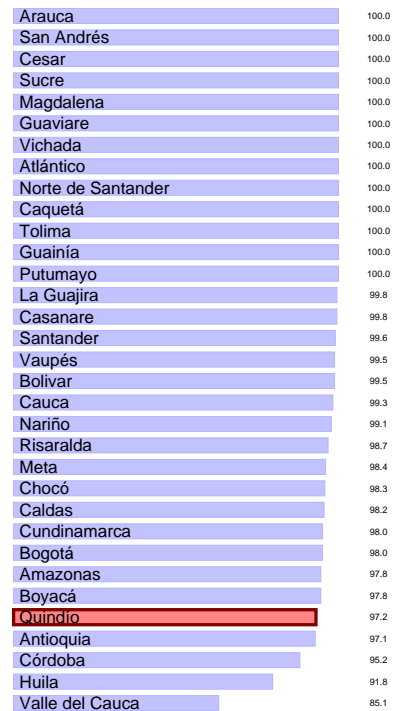 Arauca 100.0
San Andrés 100.0
Cesar 100.0
Sucre 100.0
Magdalena 100.0
Guaviare 100.0
Vichada 100.0
Atlántico 100.0
Norte de Santander 100.0
Caquetá 100.0
Tolima 100.0
Guainía 100.0
Putumayo 100.0
La Guajira 99.8
Casanare 99.8
Santander 99.6
Vaupés 99.5
Bolivar 99.5
Cauca 99.3
Nariño 99.1
Risaralda 98.7
Meta 98.4
Chocó 98.3
Caldas 98.2
Cundinamarca 98.0
Bogotá 98.0
Amazonas 97.8
Boyacá 97.8
Quindío 97.2
Antioquia 97.1
Córdoba 95.2
Huila 91.8
Valle del Cauca 85.1